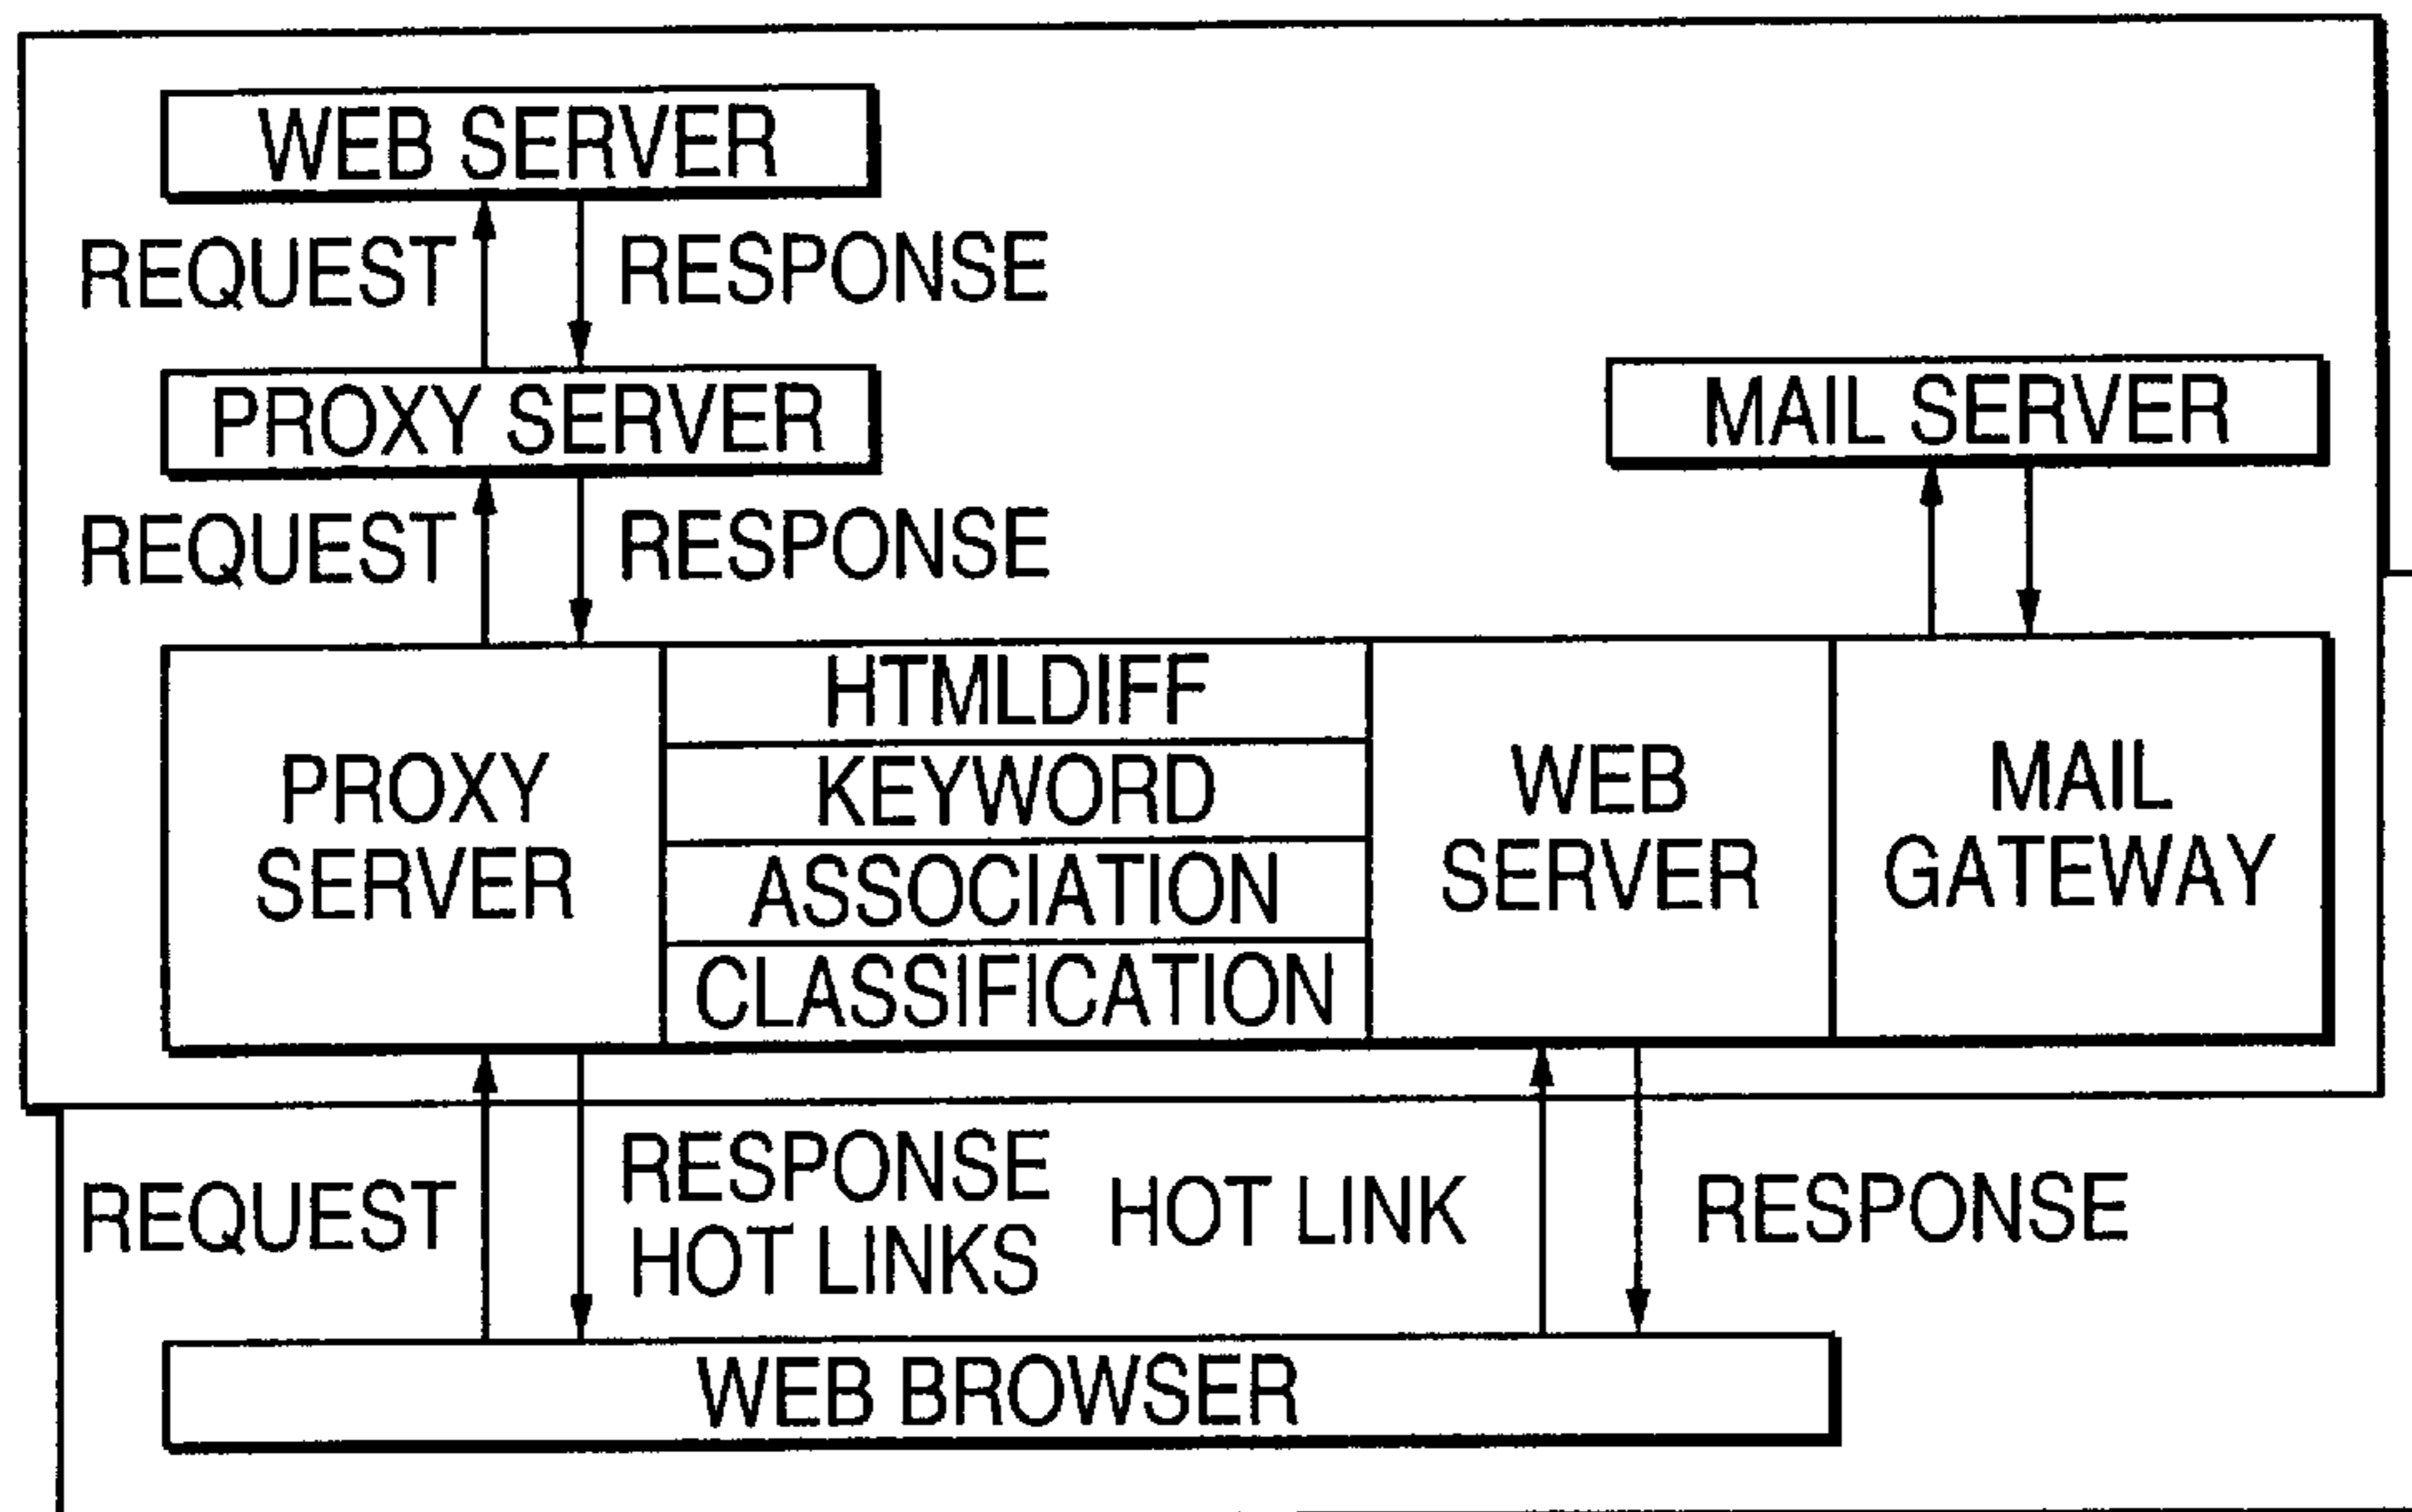 WEB SERVER
REQUEST RESPONSE
PROXY SERVER MAIL SERVER
REQUEST RESPONSE
PROXY
SERVER
HTMLDIFF
KEYWORD
ASSOCIATION
CLASSIFICATION
WEB
SERVER
MAIL
GATEWAY
REQUEST
RESPONSE
HOT LINKS
HOT LINK
RESPONSE
WEB BROWSER